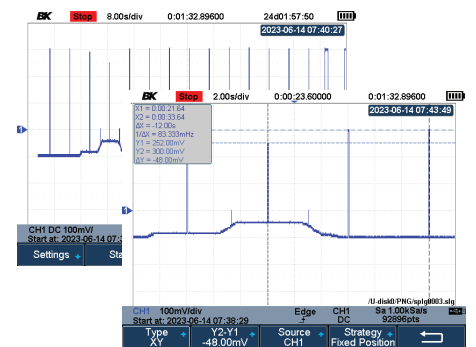 BK Stop 8.00s/div 0:01:32.89600 24d01:57:50
2023-06-14 07:40:27
BK Stop 2.00s/div 0:00:23.60000 0:01:32.89600
2023-06-14 07:43:49
X1 = 0:00:21.64
X2 = 0:00:33.64
ΔX = -12.00s
1/ΔX = 83.333mHz
Y1 = 252.00mV
Y2 = 300.00mV
ΔY = -48.00mV
1
1
CH1 DC 100mV/
Start at: 2023-06-14 07:3
Settings Sta
/U-disk0/PNG/splg0003.slg
CH1 100mV/div Edge CH1 Sa 1.00kSa/s
Start at: 2023-06-14 07:38:29 DC 92896pts
Type Y2-Y1 Source Strategy
XY -48.00mV CH1 Fixed Position